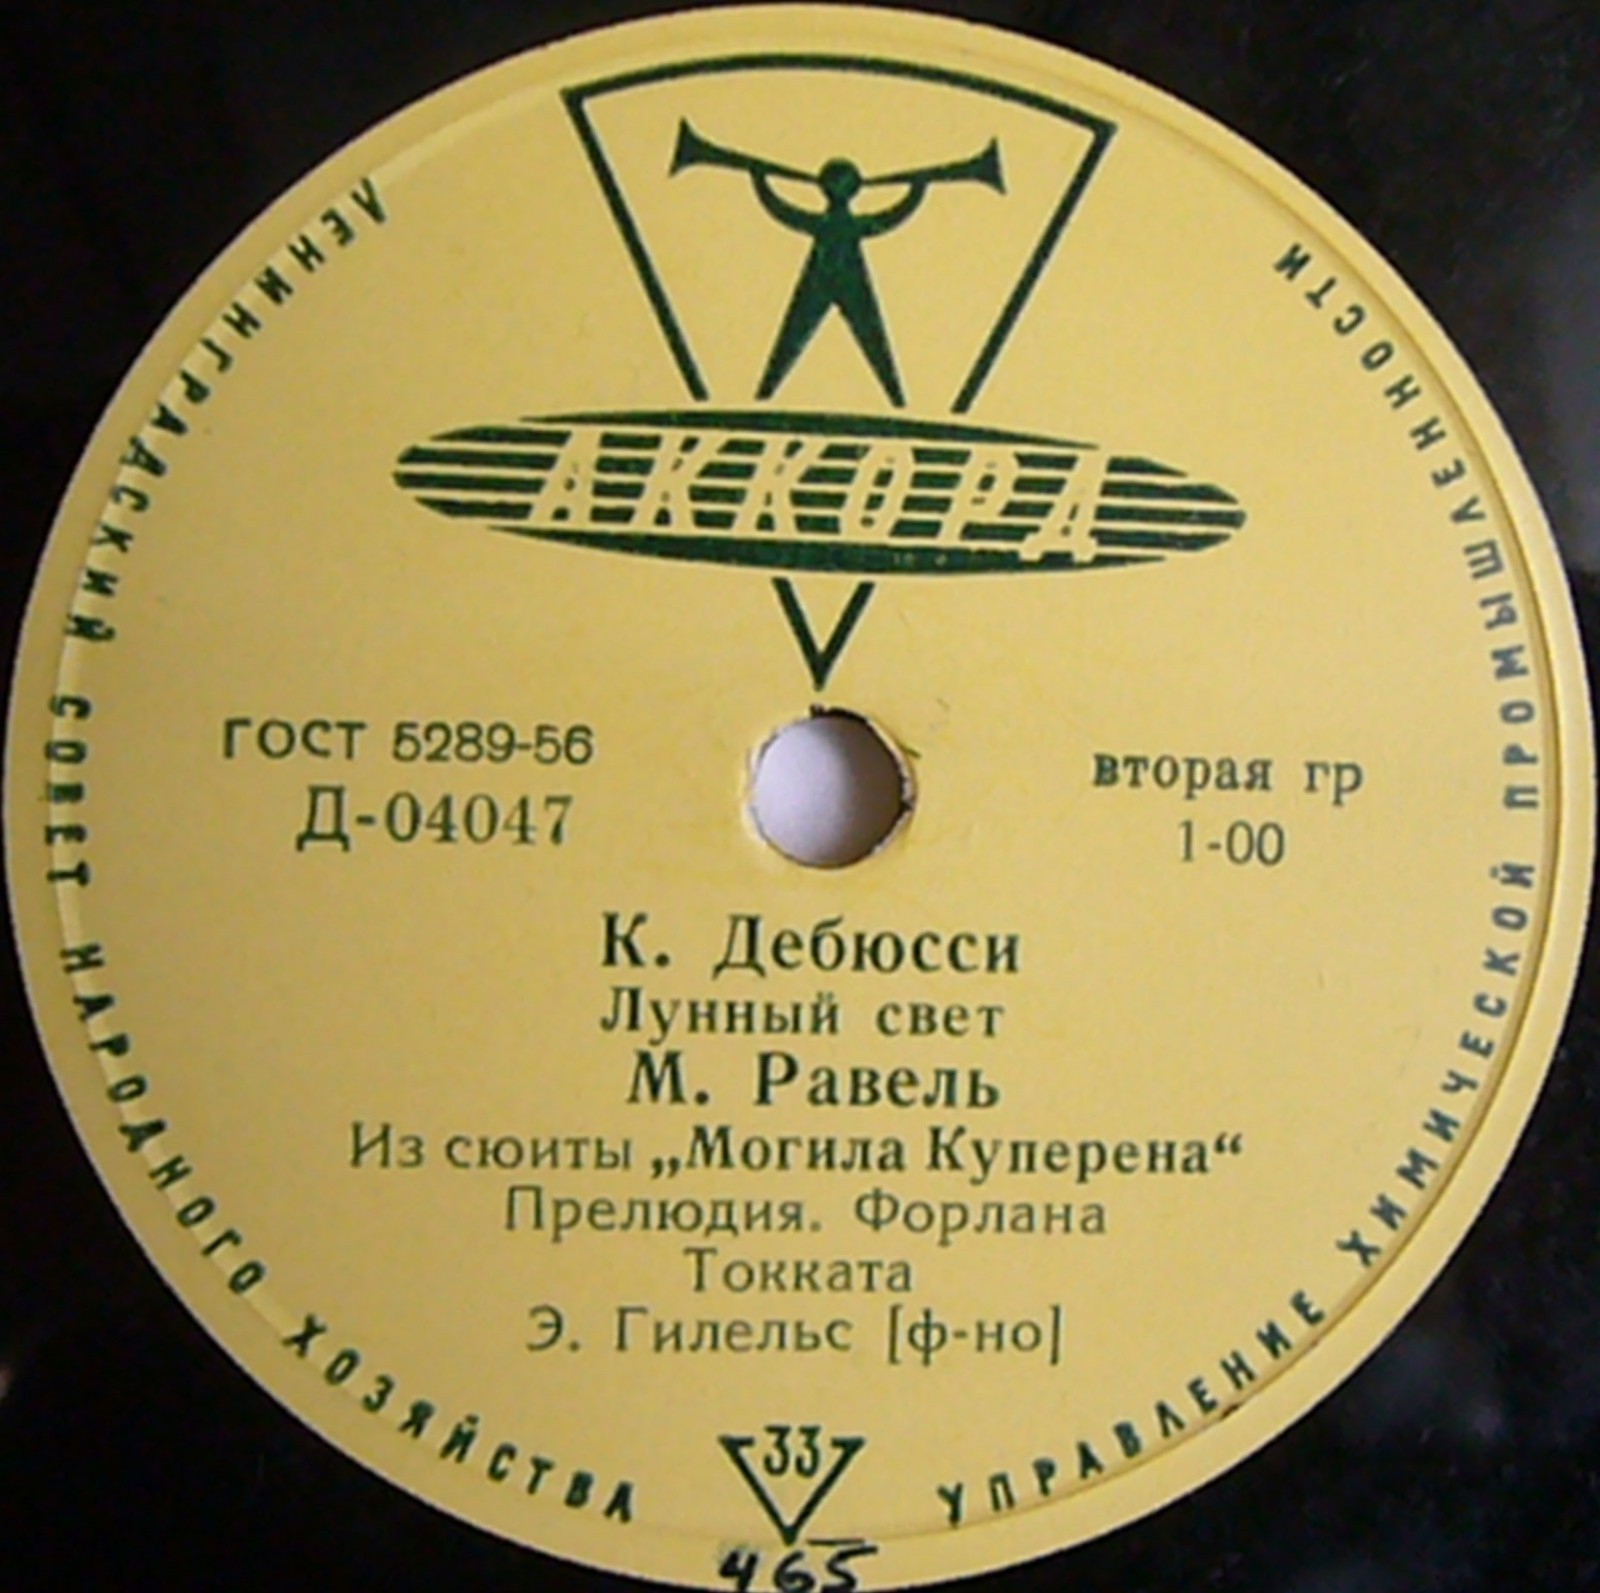 АККОРД
ГОСТ 5289-56
Д-04047
вторая гр
1-00
К. Дебюсси
Лунный свет
М. Равель
Из сюиты „Могила Куперена“
Прелюдия. Форлана
Токката
Э. Гилельс [ф-но]
33
465
ЛЕНИНГРАДСКИЙ СОВЕТ НАРОДНОГО ХОЗЯЙСТВА
УПРАВЛЕНИЕ ХИМИЧЕСКОЙ ПРОМЫШЛЕННОСТИ